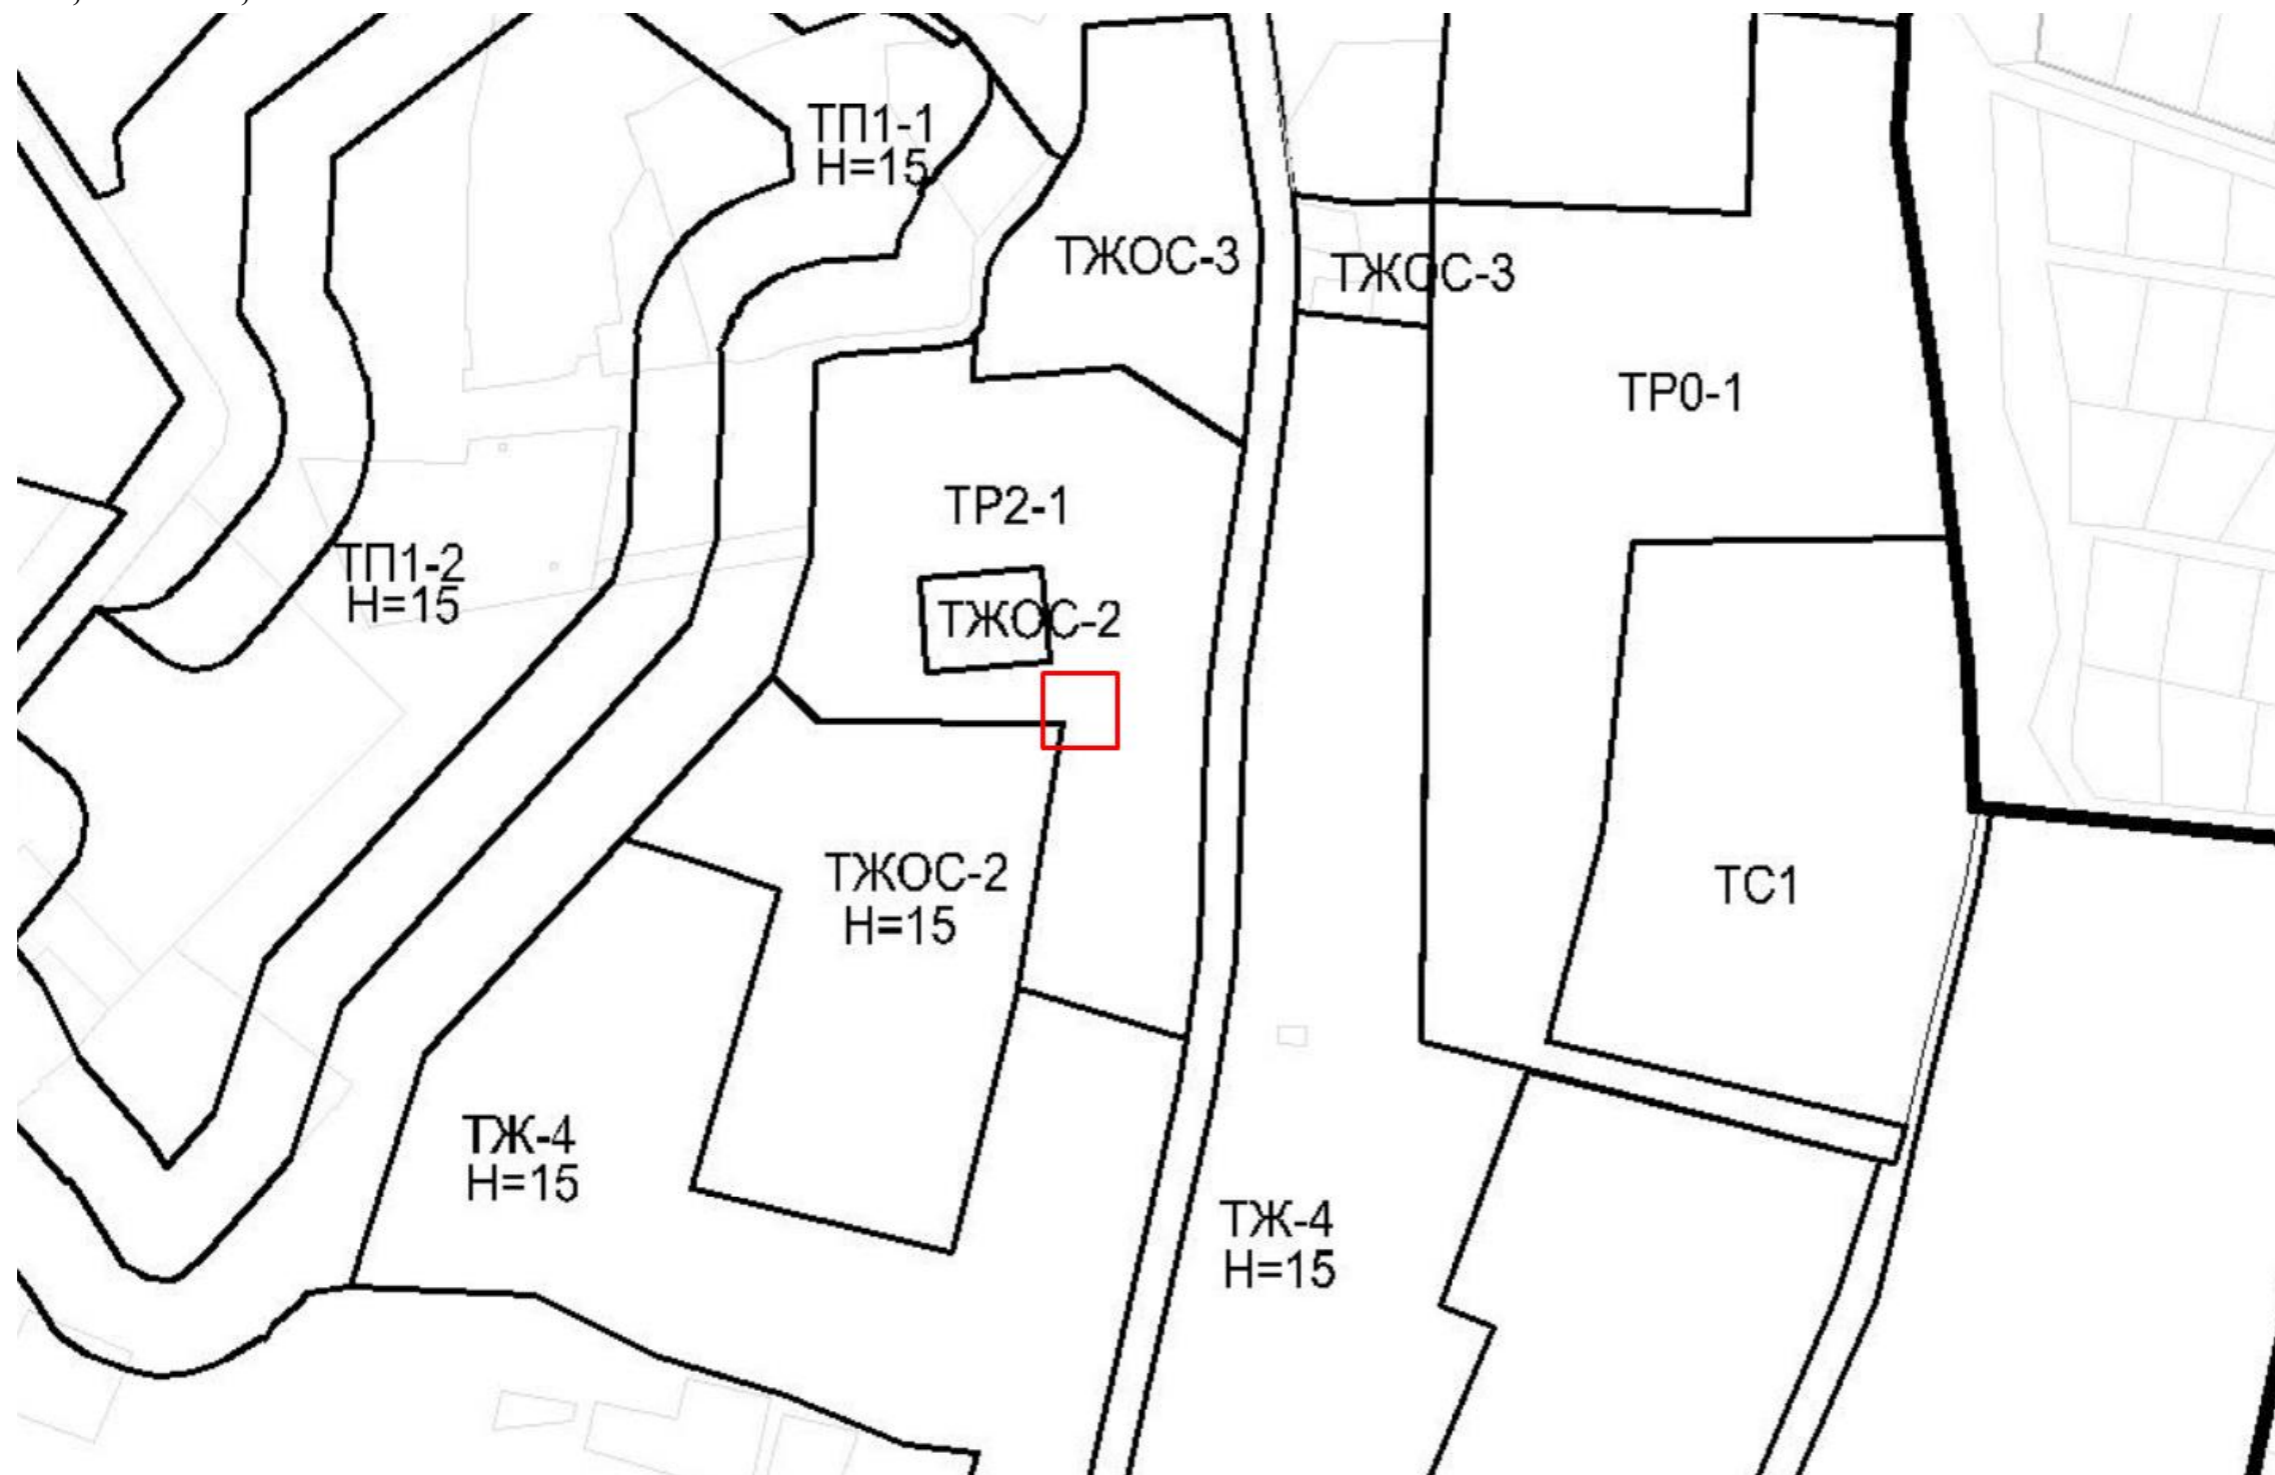 ТП1-1
Н=15
ТЖОС-3
ТЖОС-3
ТР0-1
ТР2-1
ТП1-2
Н=15
ТЖОС-2
ТЖОС-2
Н=15
ТС1
ТЖ-4
Н=15
ТЖ-4
Н=15